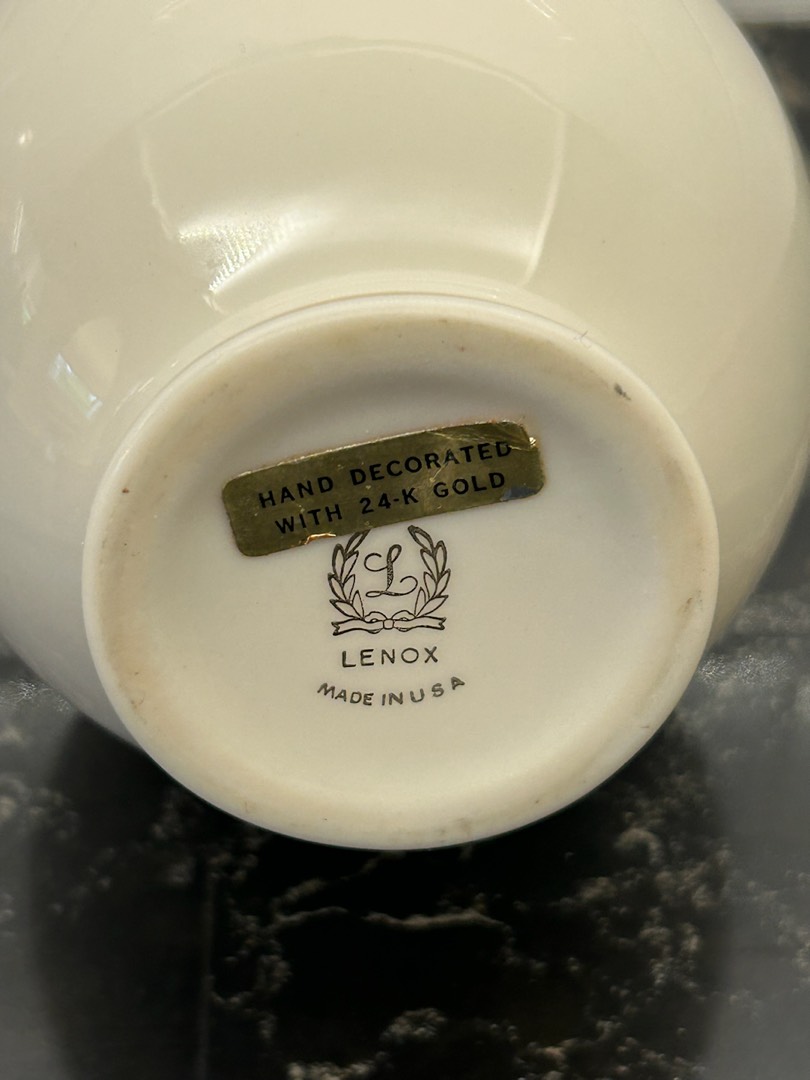 HAND DECORATED
WITH 24-K GOLD
L
LENOX
MADE IN USA